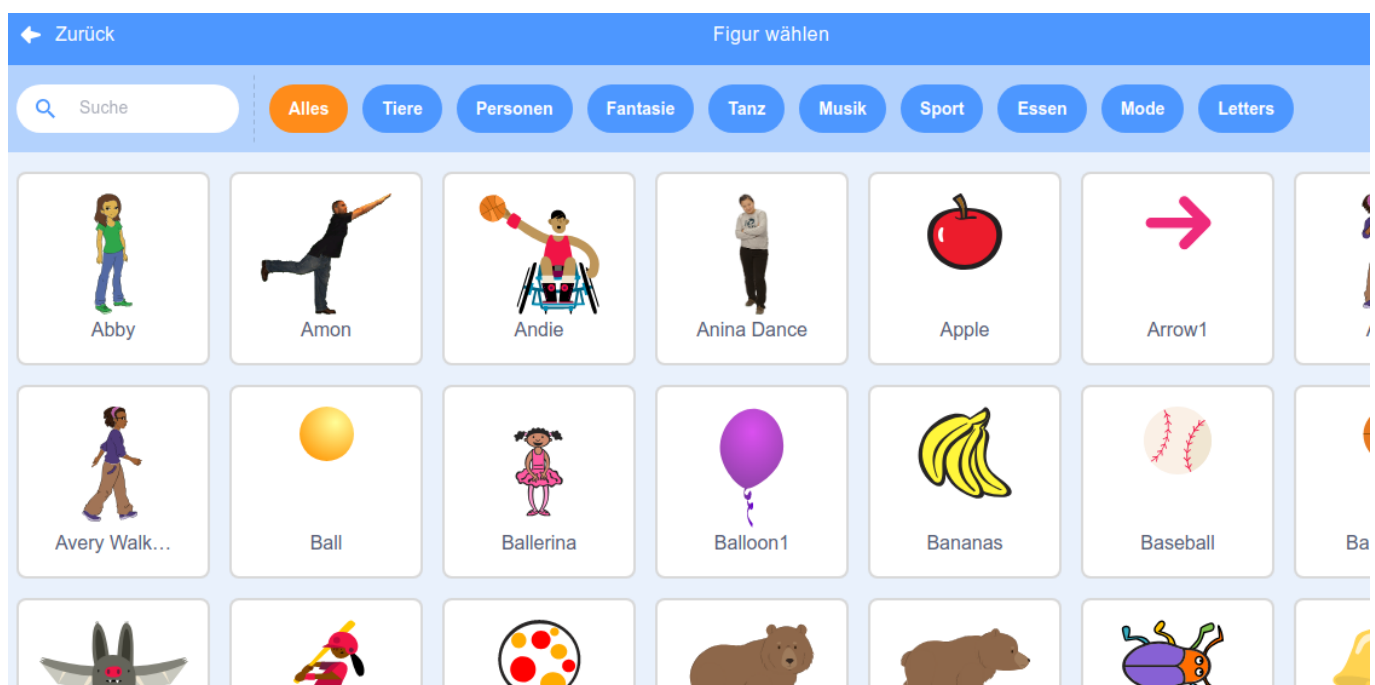 Zurück
Figur wählen
Suche
Alles
Tiere
Personen
Fantasie
Tanz
Musik
Sport
Essen
Mode
Letters
Abby
Amon
Andie
Anina Dance
Apple
Arrow1
Avery Walk...
Ball
Ballerina
Balloon1
Bananas
Baseball
Ba